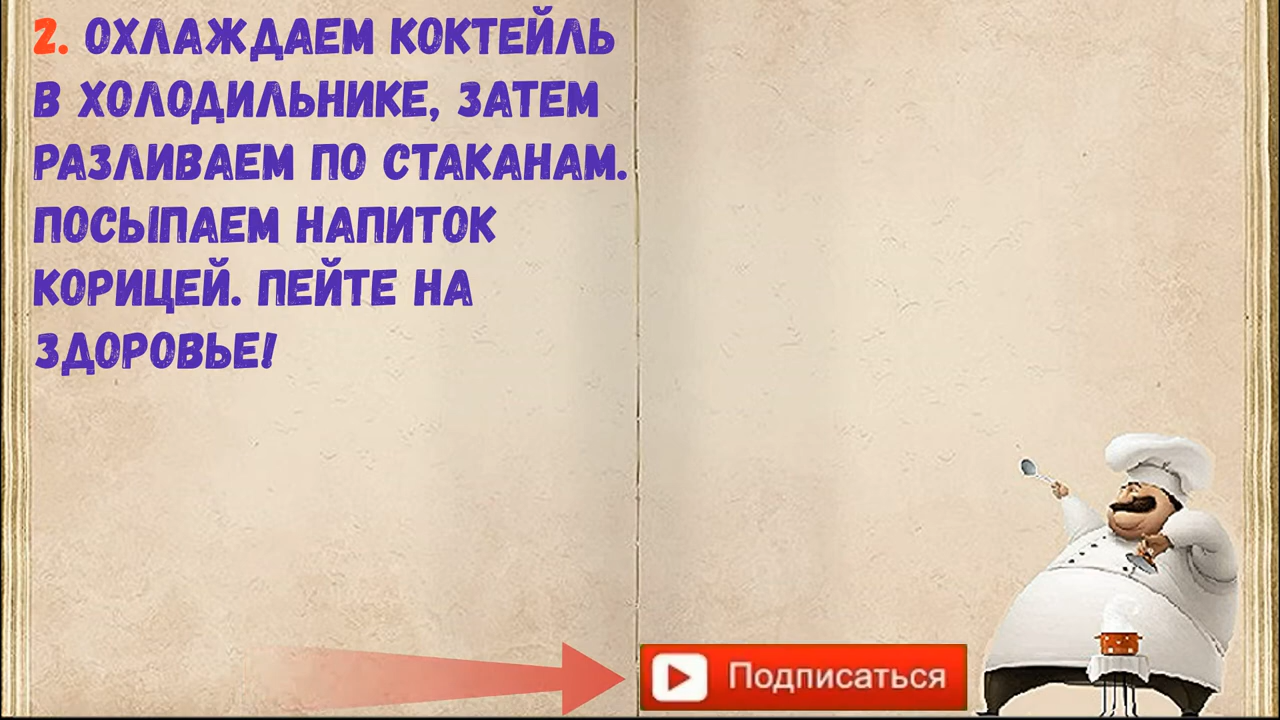 2. ОХЛАЖДАЕМ КОКТЕЙЛЬ
В ХОЛОДИЛЬНИКЕ, ЗАТЕМ
РАЗЛИВАЕМ ПО СТАКАНАМ.
ПОСЫПАЕМ НАПИТОК
КОРИЦЕЙ. ПЕЙТЕ НА
ЗДОРОВЬЕ!
Подписаться